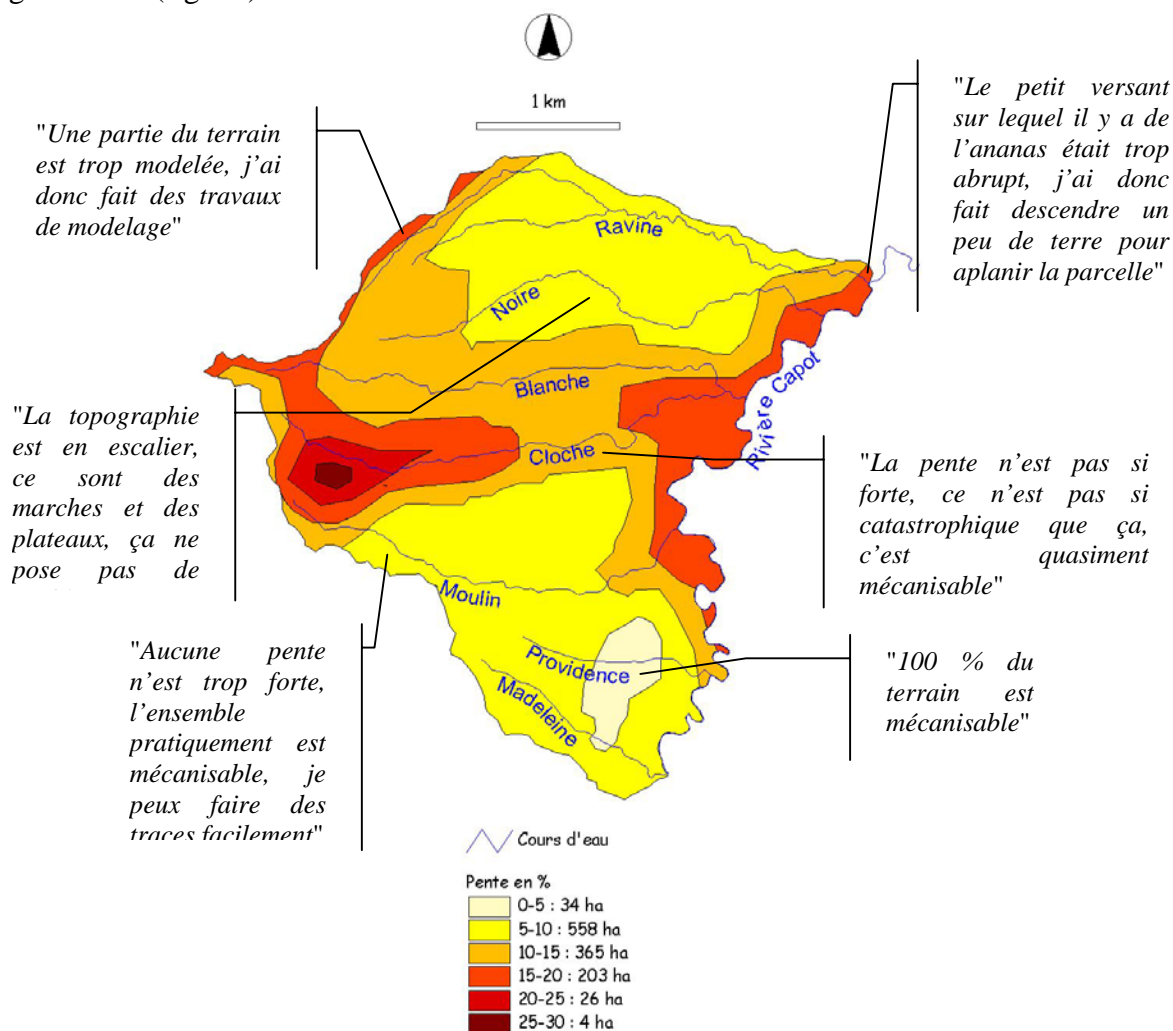 1 km
"Une partie du terrain
est trop modelée, j'ai
donc fait des travaux
de modelage"
"Le petit versant
sur lequel il y a de
l'ananas était trop
abrupt, j'ai donc
fait descendre un
peu de terre pour
aplanir la parcelle"
Ravine
Noire
Blanche
Rivière Capot
"La topographie
est en escalier,
ce sont des
marches et des
plateaux, ça ne
pose pas de
Cloche
"La pente n'est pas si
forte, ce n'est pas si
catastrophique que ça,
c'est quasiment
mécanisable"
Moulin
"Aucune pente
n'est trop forte,
l'ensemble
pratiquement est
mécanisable, je
peux faire des
traces facilement"
Providence
Madeleine
"100 % du
terrain est
mécanisable"
Cours d'eau
Pente en %
0-5 : 34 ha
5-10 : 558 ha
10-15 : 365 ha
15-20 : 203 ha
20-25 : 26 ha
25-30 : 4 ha